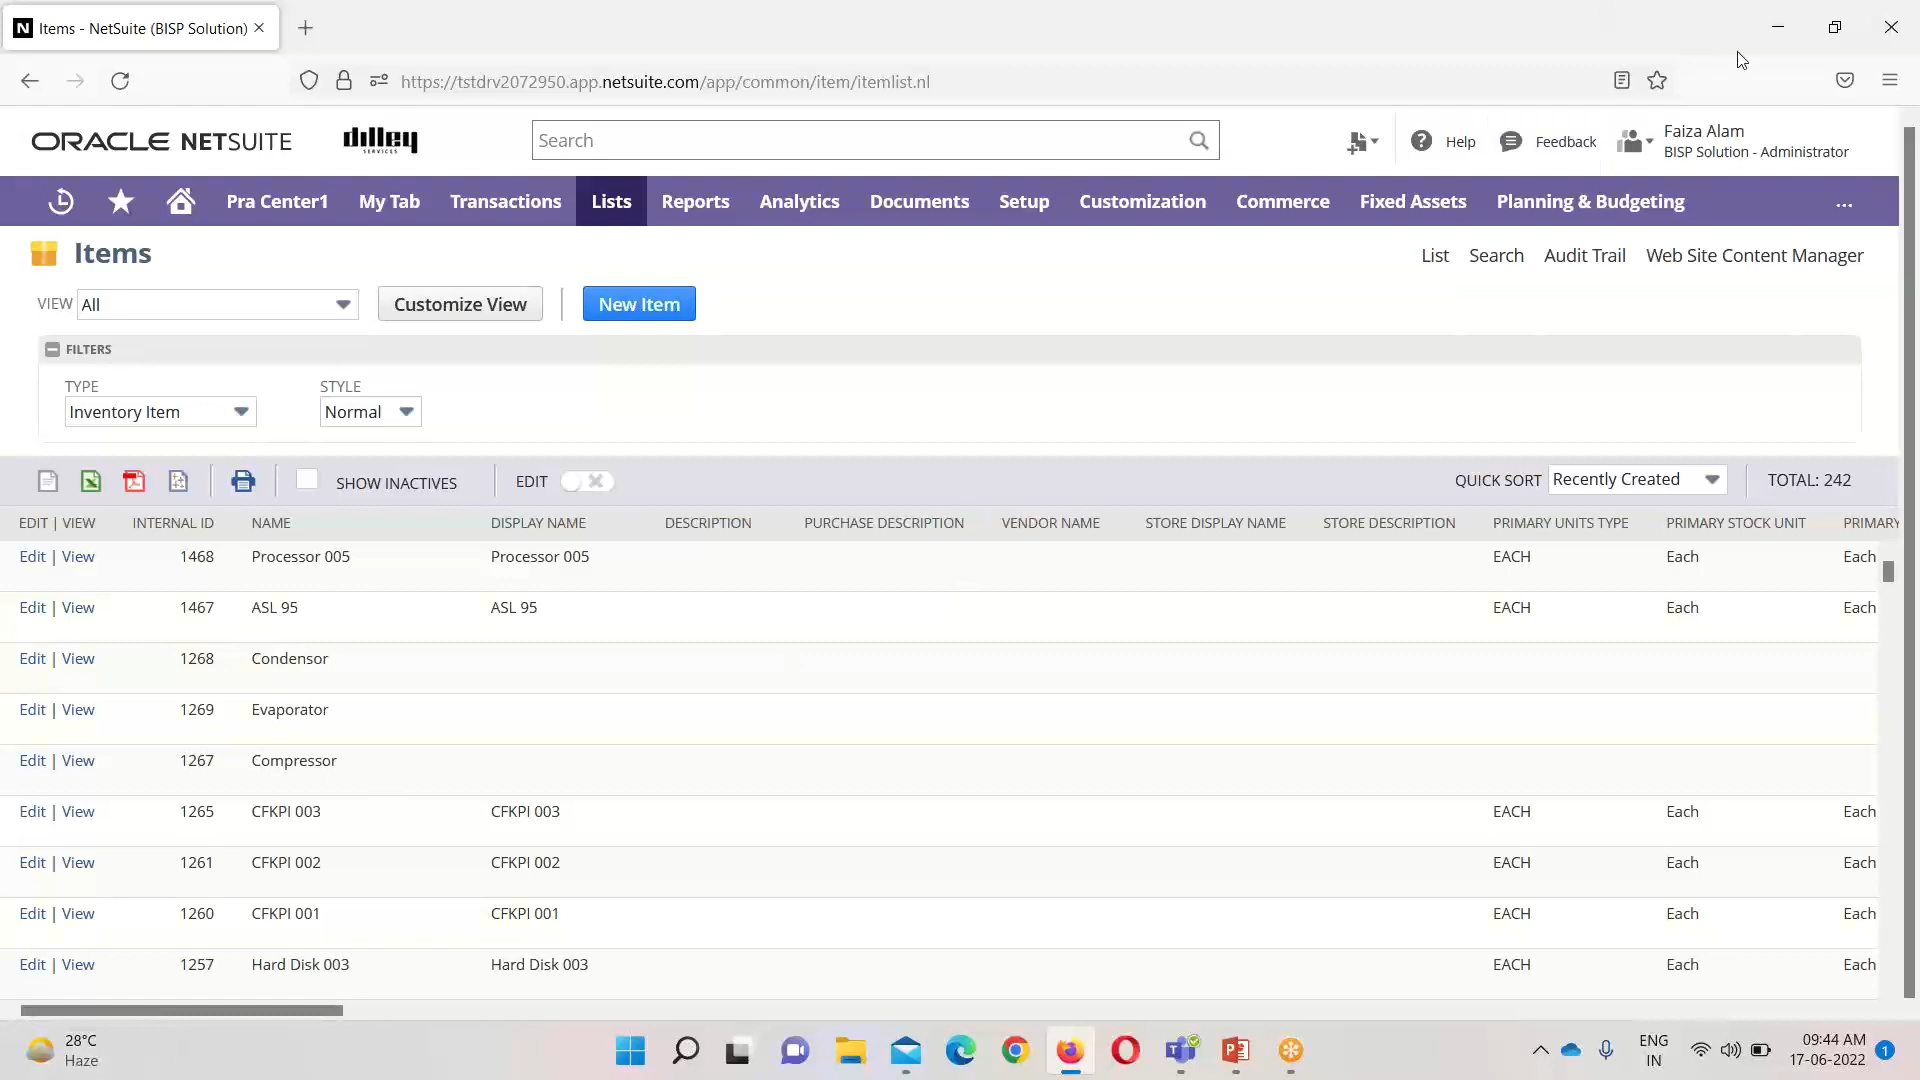 Items - NetSuite (BISP Solution)
https://tstdrv2072950.app.netsuite.com/app/common/item/itemlist.nl
ORACLE NETSUITE
dilley
SERVICES
Search
Help
Feedback
Faiza Alam
BISP Solution - Administrator
Pra Center1 My Tab Transactions Lists Reports Analytics Documents Setup Customization Commerce Fixed Assets Planning & Budgeting ...
Items
List Search Audit Trail Web Site Content Manager
VIEW All Customize View New Item
FILTERS
TYPE STYLE
Inventory Item Normal
SHOW INACTIVES EDIT QUICK SORT Recently Created TOTAL: 242
EDIT | VIEW INTERNAL ID NAME DISPLAY NAME DESCRIPTION PURCHASE DESCRIPTION VENDOR NAME STORE DISPLAY NAME STORE DESCRIPTION PRIMARY UNITS TYPE PRIMARY STOCK UNIT PRIMARY
Edit | View 1468 Processor 005 Processor 005 EACH Each Each
Edit | View 1467 ASL 95 ASL 95 EACH Each Each
Edit | View 1268 Condensor
Edit | View 1269 Evaporator
Edit | View 1267 Compressor
Edit | View 1265 CFKPI 003 CFKPI 003 EACH Each Each
Edit | View 1261 CFKPI 002 CFKPI 002 EACH Each Each
Edit | View 1260 CFKPI 001 CFKPI 001 EACH Each Each
Edit | View 1257 Hard Disk 003 Hard Disk 003 EACH Each Each
28°C
Haze
ENG
IN
09:44 AM
17-06-2022
1